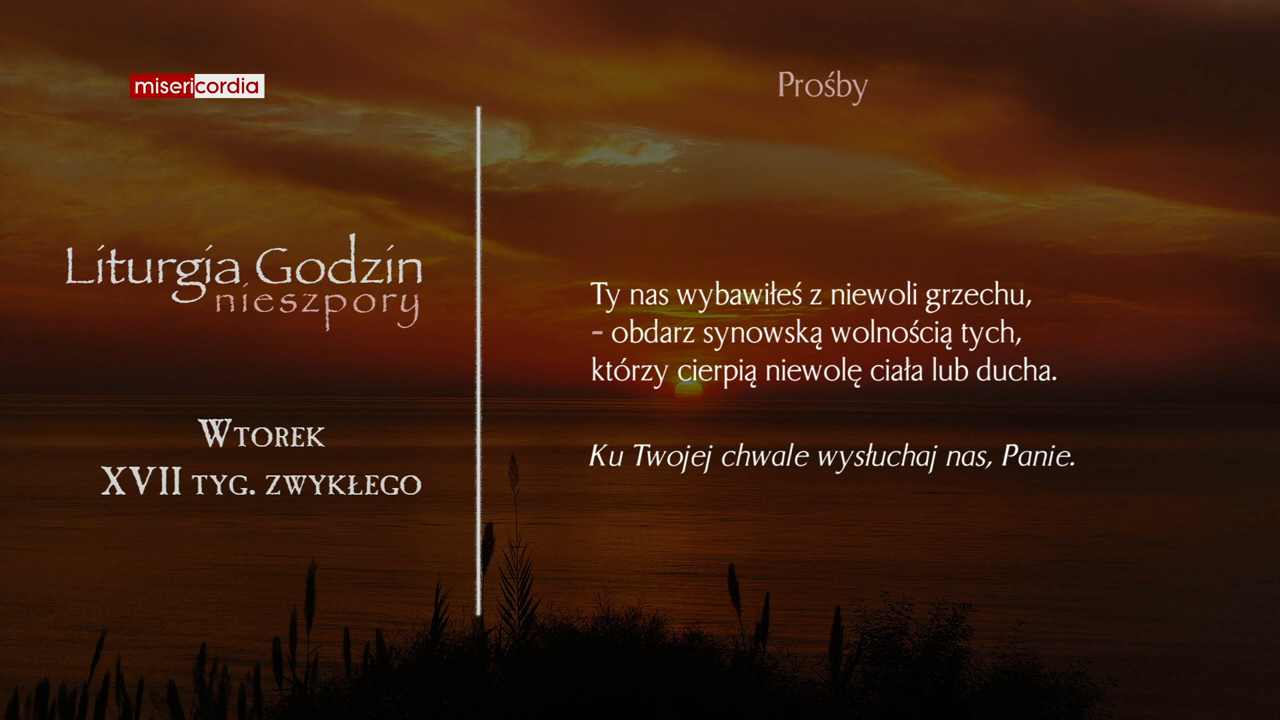 misericordia
Prośby
Liturgia Godzin
nieszpory
Wtorek
XVII tyg. zwykłego
Ty nas wybawiłeś z niewoli grzechu,
- obdarz synowską wolnością tych,
którzy cierpią niewolę ciała lub ducha.
Ku Twojej chwale wysłuchaj nas, Panie.